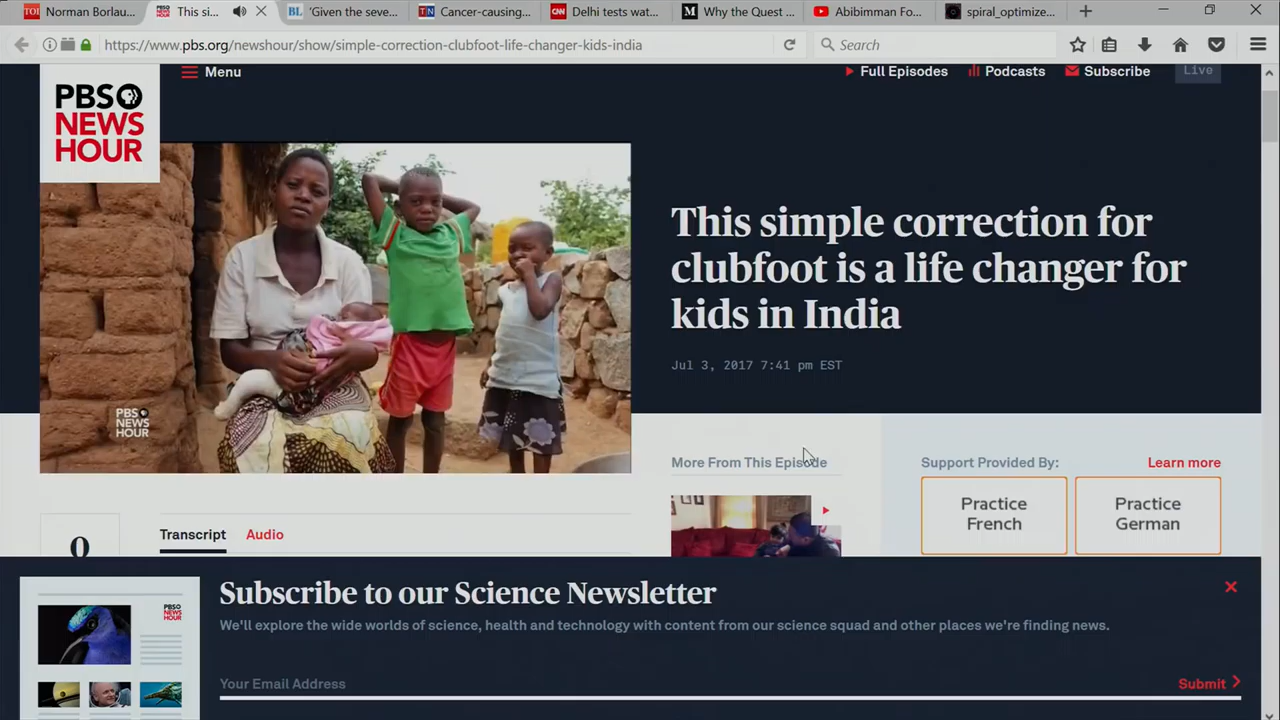 Norman Borlau...
This si...
'Given the seve...
Cancer-causing...
Delhi tests wat...
Why the Quest ...
Abibimman Fo...
spiral_optimize...
https://www.pbs.org/newshour/show/simple-correction-clubfoot-life-changer-kids-india
Search
PBS
NEWS
HOUR
Menu
Full Episodes
Podcasts
Subscribe
Live
This simple correction for
clubfoot is a life changer for
kids in India
Jul 3, 2017 7:41 pm EST
PBS
NEWS
HOUR
More From This Episode
Support Provided By:
Learn more
Practice
French
Practice
German
0
Transcript
Audio
PBS
NEWS
HOUR
Subscribe to our Science Newsletter
We'll explore the wide worlds of science, health and technology with content from our science squad and other places we're finding news.
Your Email Address
Submit